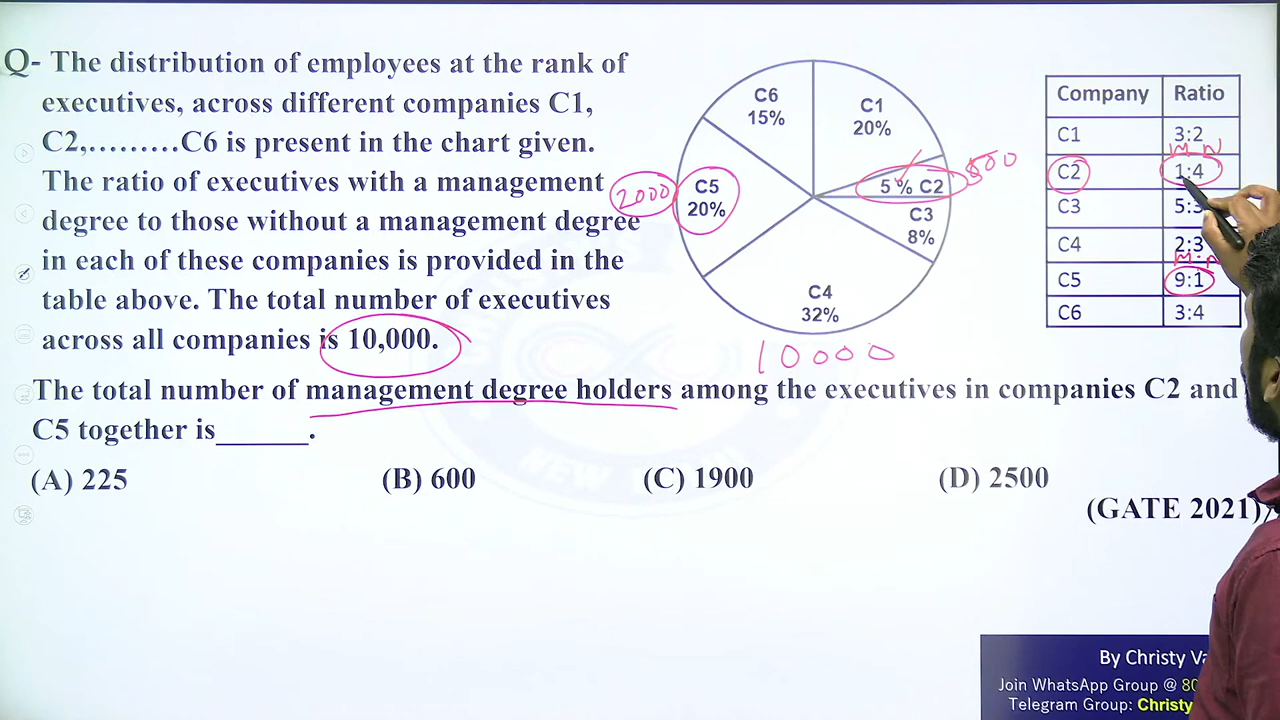 Q- The distribution of employees at the rank of
executives, across different companies C1,
C2,.........C6 is present in the chart given.
The ratio of executives with a management
degree to those without a management degree
in each of these companies is provided in the
table above. The total number of executives
across all companies is 10,000.
C6
15%
C1
20%
5 % C2
500
C3
8%
2000
C5
20%
C4
32%
10000
Company Ratio
C1 3:2
M N
C2 1:4
C3
C4 2:3
M N
C5 9:1
C6 3:4
The total number of management degree holders among the executives in companies C2 and
C5 together is______.
(A) 225 (B) 600 (C) 1900 (D) 2500
(GATE 2021)
NEW
By Christy
Join WhatsApp Group @ 80
Telegram Group: Christy